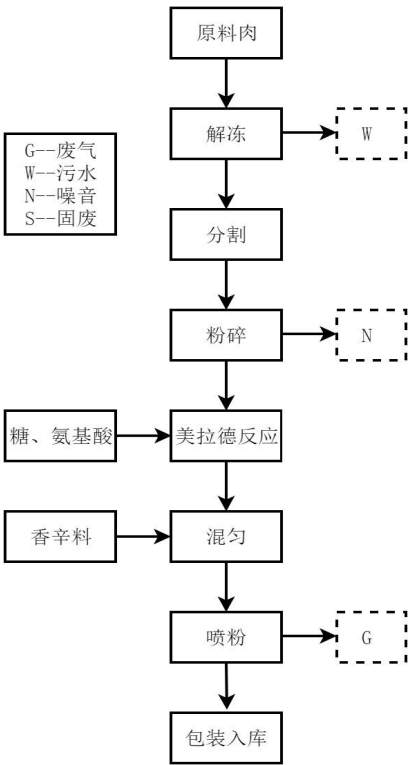 原料肉
解冻
W
G--废气
W--污水
N--噪音
S--固废
分割
粉碎
N
糖、氨基酸
美拉德反应
香辛料
混匀
喷粉
G
包装入库